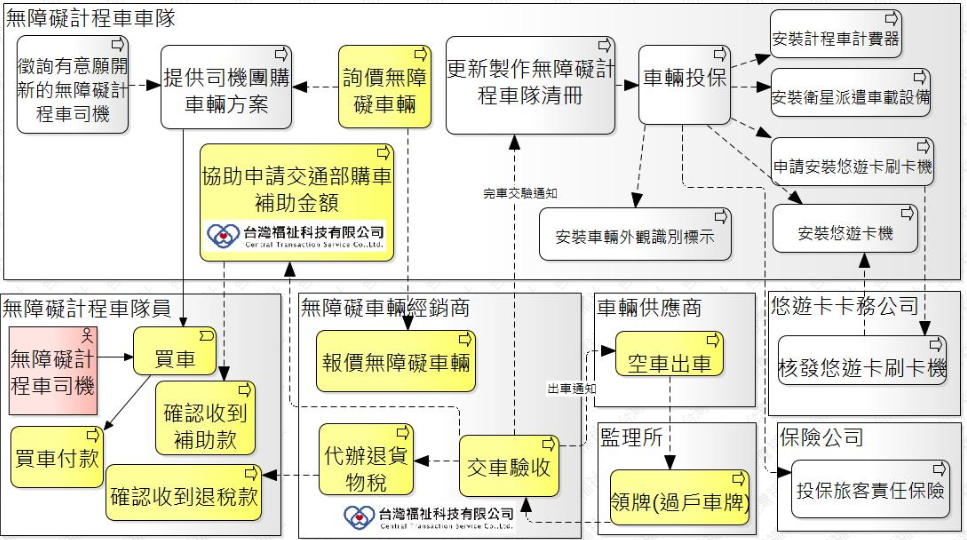 無障礙計程車車隊
徵詢有意願開
新的無障礙計
程車司機
提供司機團購
車輛方案
詢價無障
礙車輛
更新製作無障礙計
程車隊清冊
車輛投保
安裝計程車計費器
安裝衛星派遣車載設備
申請安裝悠遊卡刷卡機
安裝悠遊卡機
安裝車輛外觀識別標示
協助申請交通部購車
補助金額
台灣福祉科技有限公司
Central Transaction Service Co.,Ltd.
完車交驗通知
無障礙計程車隊員
無障礙計
程車司機
買車
確認收到
補助款
買車付款
確認收到退稅款
無障礙車輛經銷商
報價無障礙車輛
代辦退貨
物稅
交車驗收
台灣福祉科技有限公司
Central Transaction Service Co.,Ltd.
出車通知
車輛供應商
空車出車
監理所
領牌(過戶車牌)
悠遊卡卡務公司
核發悠遊卡刷卡機
保險公司
投保旅客責任保險